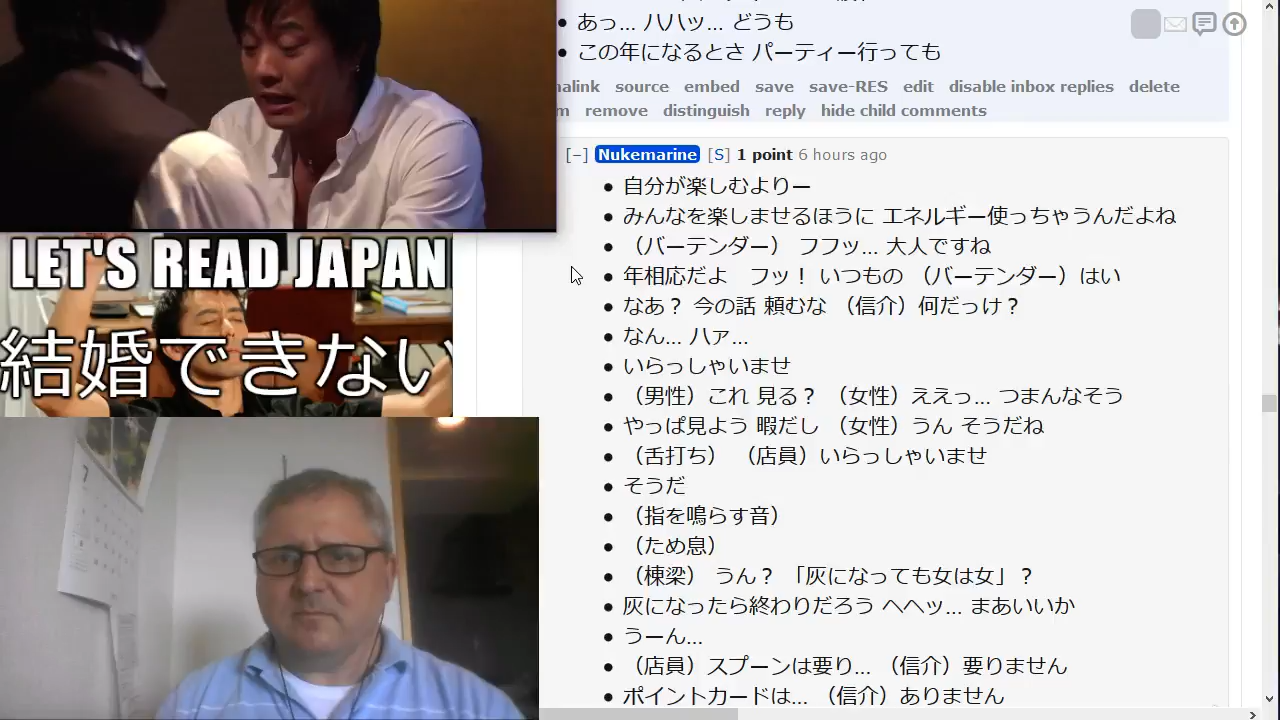 あっ... ハハッ... どうも
この年になるとさ パーティー行っても
source embed save save-RES edit disable inbox replies delete
remove distinguish reply hide child comments
[–] Nukemarine [S] 1 point 6 hours ago
自分が楽しむよりー
みんなを楽しませるほうに エネルギー使っちゃうんだよね
（バーテンダー） フフッ... 大人ですね
年相応だよ フッ！ いつもの （バーテンダー）はい
なあ？ 今の話 頼むな （信介）何だっけ？
なん... ハァ...
いらっしゃいませ
（男性）これ 見る？ （女性）ええっ... つまんなそう
やっぱ見よう 暇だし （女性）うん そうだね
（舌打ち） （店員）いらっしゃいませ
そうだ
（指を鳴らす音）
（ため息）
（棟梁） うん？ 「灰になっても女は女」？
灰になったら終わりだろう へヘッ... まあいいか
うーん...
（店員）スプーンは要り... （信介）要りません
ポイントカードは... （信介）ありません
LET'S READ JAPAN
結婚できない
7